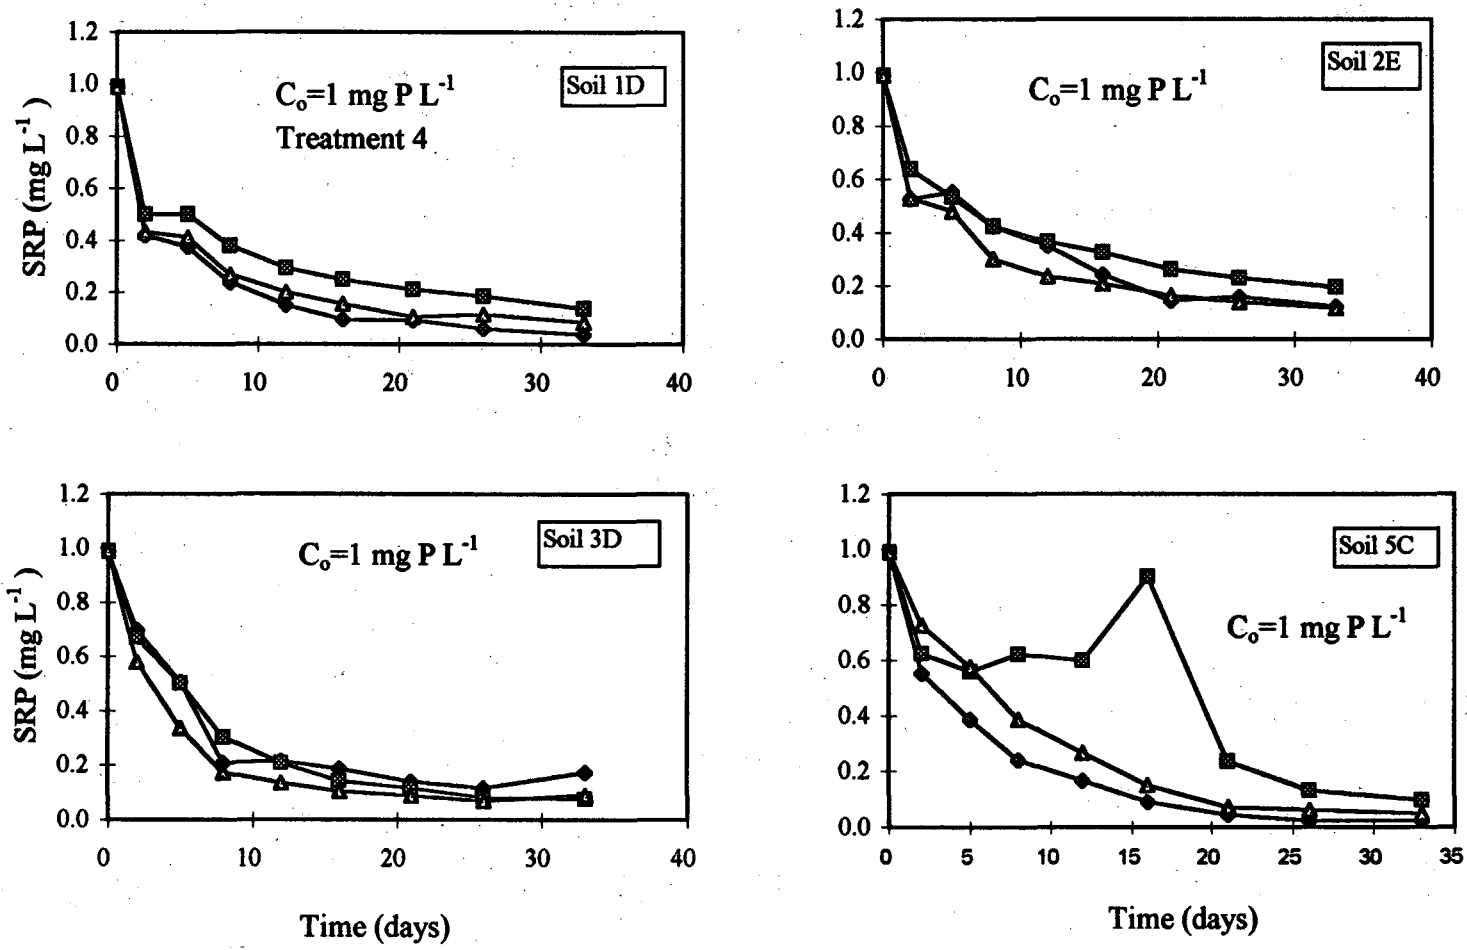 1.2
1.0
0.8
0.6
0.4
0.2
0.0
SRP (mg L⁻¹)
C₀=1 mg P L⁻¹
Treatment 4
Soil 1D
0 10 20 30 40
1.2
1.0
0.8
0.6
0.4
0.2
0.0
C₀=1 mg P L⁻¹
Soil 2E
0 10 20 30 40
1.2
1.0
0.8
0.6
0.4
0.2
0.0
SRP (mg L⁻¹)
C₀=1 mg P L⁻¹
Soil 3D
0 10 20 30 40
Time (days)
1.2
1.0
0.8
0.6
0.4
0.2
0.0
Soil 5C
C₀=1 mg P L⁻¹
0 5 10 15 20 25 30 35
Time (days)